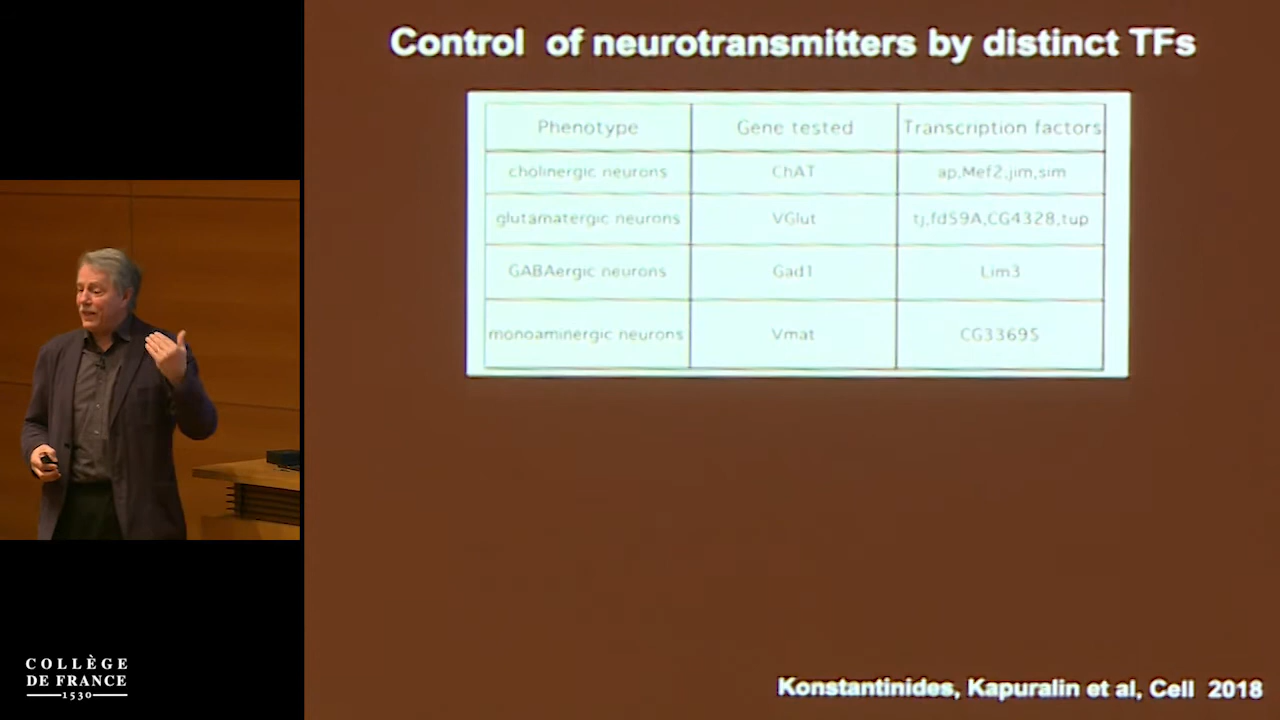 Control of neurotransmitters by distinct TFs
Phenotype Gene tested Transcription factors
cholinergic neurons ChAT ap,Mef2,jim,sim
glutamatergic neurons VGlut tj,fd59A,CG4328,tup
GABAergic neurons Gad1 Lim3
monoaminergic neurons Vmat CG33695
Konstantinides, Kapuralin et al, Cell 2018
COLLÈGE
DE FRANCE
1530